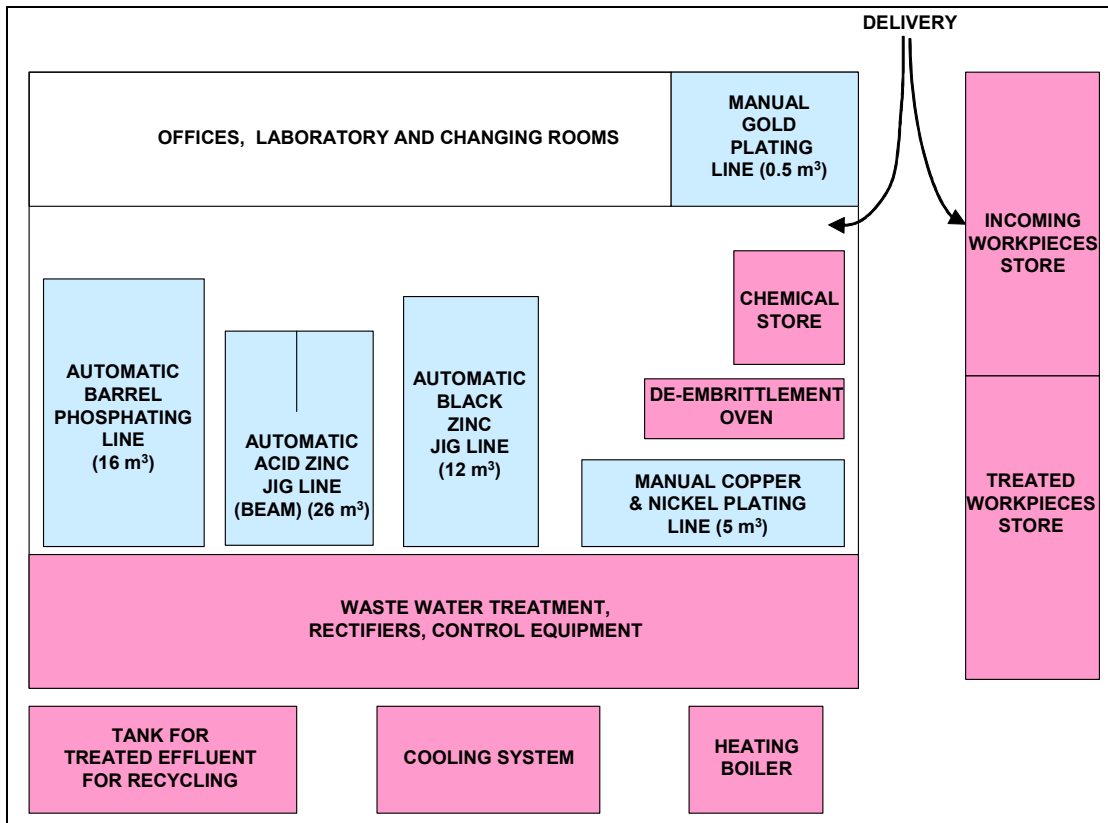 DELIVERY
OFFICES, LABORATORY AND CHANGING ROOMS
MANUAL
GOLD
PLATING
LINE (0.5 m³)
INCOMING
WORKPIECES
STORE
CHEMICAL
STORE
AUTOMATIC
BARREL
PHOSPHATING
LINE
(16 m³)
AUTOMATIC
ACID ZINC
JIG LINE
(BEAM) (26 m³)
AUTOMATIC
BLACK
ZINC
JIG LINE
(12 m³)
DE-EMBRITTLEMENT
OVEN
MANUAL COPPER
& NICKEL PLATING
LINE (5 m³)
TREATED
WORKPIECES
STORE
WASTE WATER TREATMENT,
RECTIFIERS, CONTROL EQUIPMENT
TANK FOR
TREATED EFFLUENT
FOR RECYCLING
COOLING SYSTEM
HEATING
BOILER